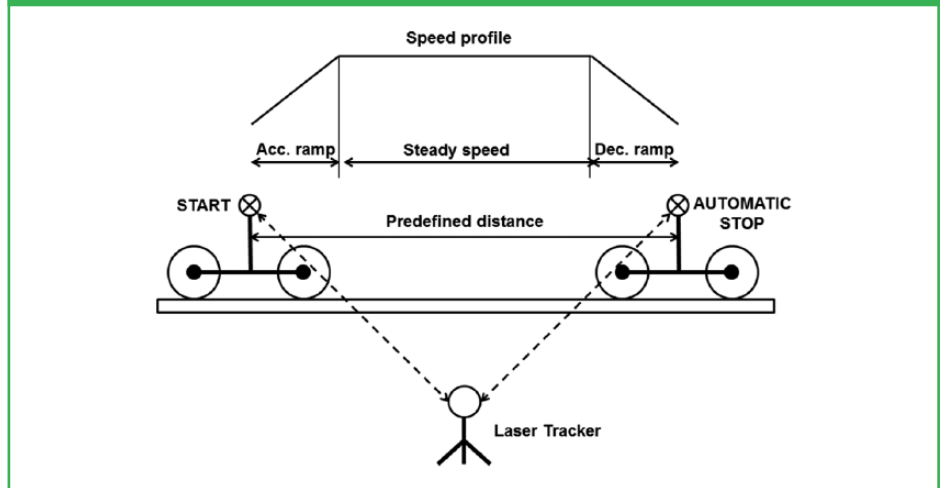 Speed profile
Acc. ramp
Steady speed
Dec. ramp
START
AUTOMATIC
STOP
Predefined distance
Laser Tracker